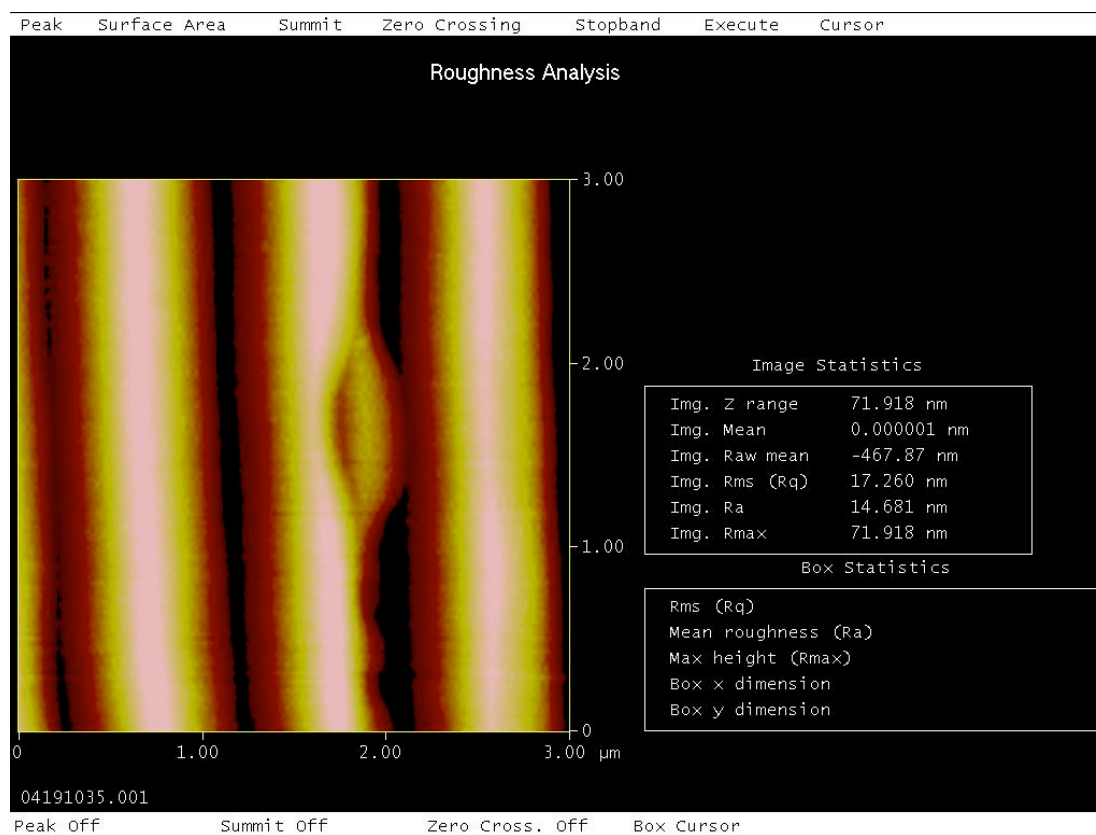 Peak Surface Area Summit Zero Crossing Stopband Execute Cursor
Roughness Analysis
3.00
2.00
1.00
0
0 1.00 2.00 3.00 µm
Image Statistics
Img. Z range 71.918 nm
Img. Mean 0.000001 nm
Img. Raw mean -467.87 nm
Img. Rms (Rq) 17.260 nm
Img. Ra 14.681 nm
Img. Rmax 71.918 nm
Box Statistics
Rms (Rq)
Mean roughness (Ra)
Max height (Rmax)
Box x dimension
Box y dimension
04191035.001
Peak Off Summit Off Zero Cross. Off Box Cursor